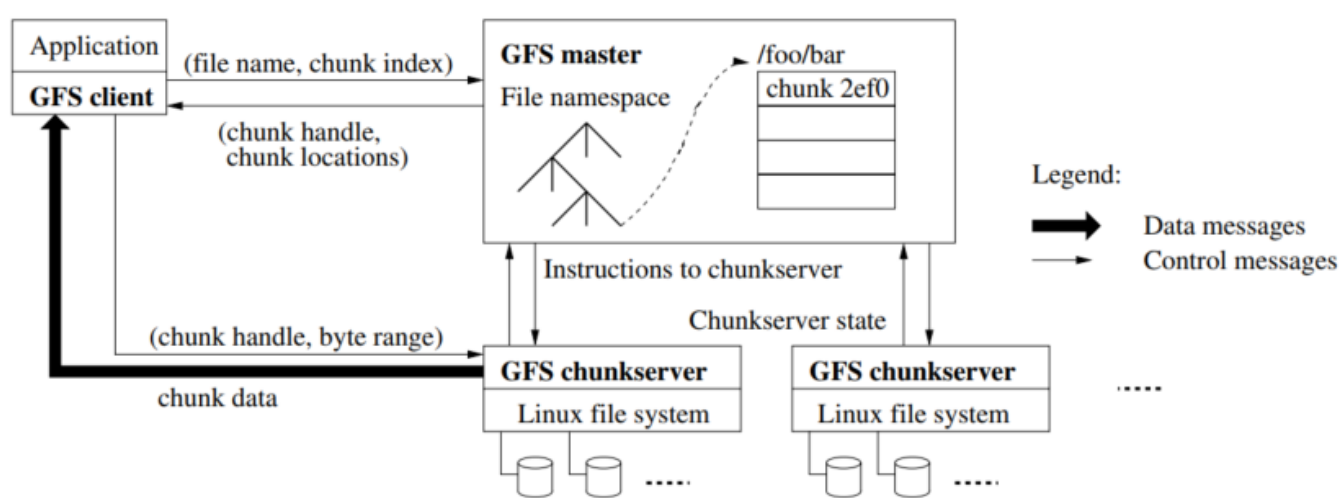 Application
GFS client
(file name, chunk index)
(chunk handle,
chunk locations)
GFS master
File namespace
/foo/bar
chunk 2ef0
Legend:
Data messages
Control messages
Instructions to chunkserver
Chunkserver state
(chunk handle, byte range)
chunk data
GFS chunkserver
Linux file system
GFS chunkserver
Linux file system